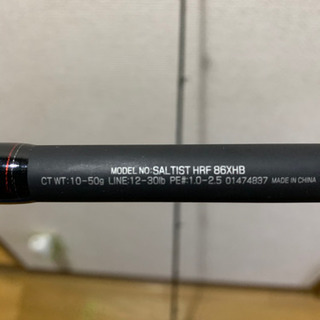 MODEL NO:SALTIST HRF 86XHB
CT WT:10-50g LINE:12-30lb PE#:1.0-2.5 01474837 MADE IN CHINA